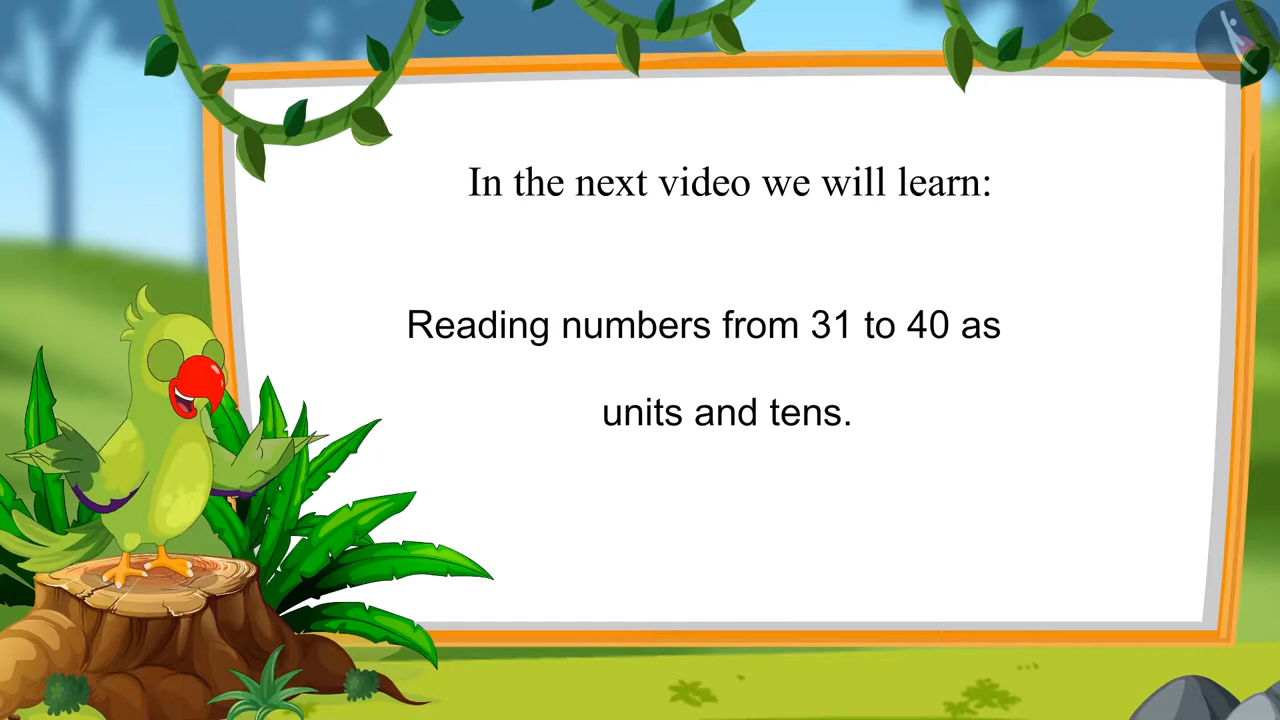 In the next video we will learn:
Reading numbers from 31 to 40 as
units and tens.